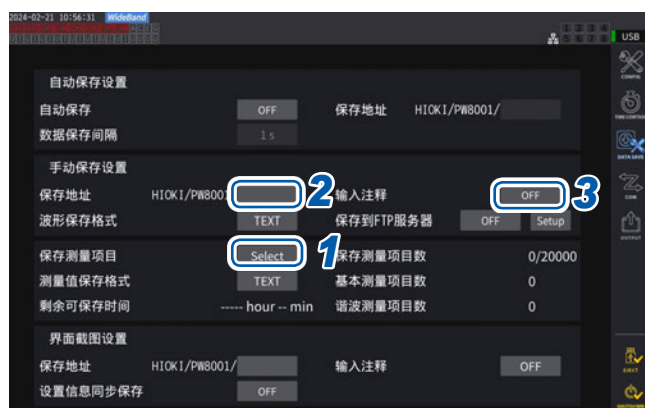 2024-02-21 10:56:31 WideBand
USB
自动保存设置
CONFIG
自动保存 OFF 保存地址 HIOKI/PW8001/
数据保存间隔 1 s
手动保存设置
DATA SAVE
保存地址 HIOKI/PW8001 2 输入注释 OFF 3
COM
波形保存格式 TEXT 保存到FTP服务器 OFF Setup
保存测量项目 Select 1 保存测量项目数 0/20000
测量值保存格式 TEXT 基本测量项目数 0
剩余可保存时间 ----- hour -- min 谐波测量项目数 0
界面截图设置
保存地址 HIOKI/PW8001/ 输入注释 OFF
EJECT
设置信息同步保存 OFF